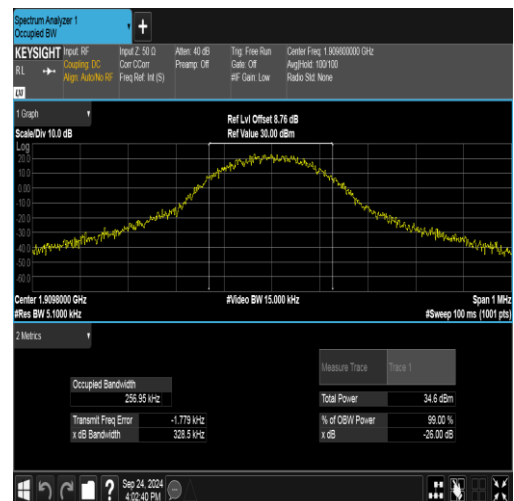 Spectrum Analyzer 1
Occupied BW
KEYSIGHT Input: RF Input Z: 50 Ω Atten: 40 dB Trig: Free Run Center Freq: 1.909800000 GHz
RL Coupling: DC Corr CCorr Preamp: Off Gate: Off Avg|Hold: 100/100
Align: Auto/No RF Freq Ref: Int (S) #IF Gain: Low Radio Std: None
1 Graph
Ref Lvl Offset 8.76 dB
Scale/Div 10.0 dB Ref Value 30.00 dBm
Log
20.0
10.0
0.00
-10.0
-20.0
-30.0
-40.0
-50.0
-60.0
Center 1.9098000 GHz #Video BW 15.000 kHz Span 1 MHz
#Res BW 5.1000 kHz #Sweep 100 ms (1001 pts)
2 Metrics
Measure Trace Trace 1
Occupied Bandwidth
256.95 kHz Total Power 34.6 dBm
Transmit Freq Error -1.779 kHz % of OBW Power 99.00 %
x dB Bandwidth 328.5 kHz x dB -26.00 dB
Sep 24, 2024
4:02:40 PM